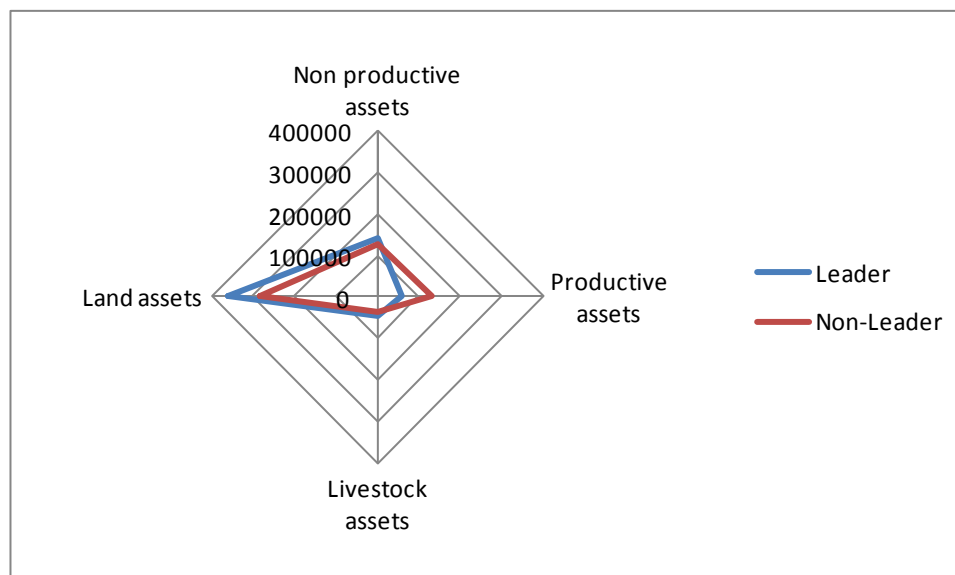 Non productive
assets
400000
300000
200000
100000
0
Land assets
Productive
assets
Livestock
assets
Leader
Non-Leader